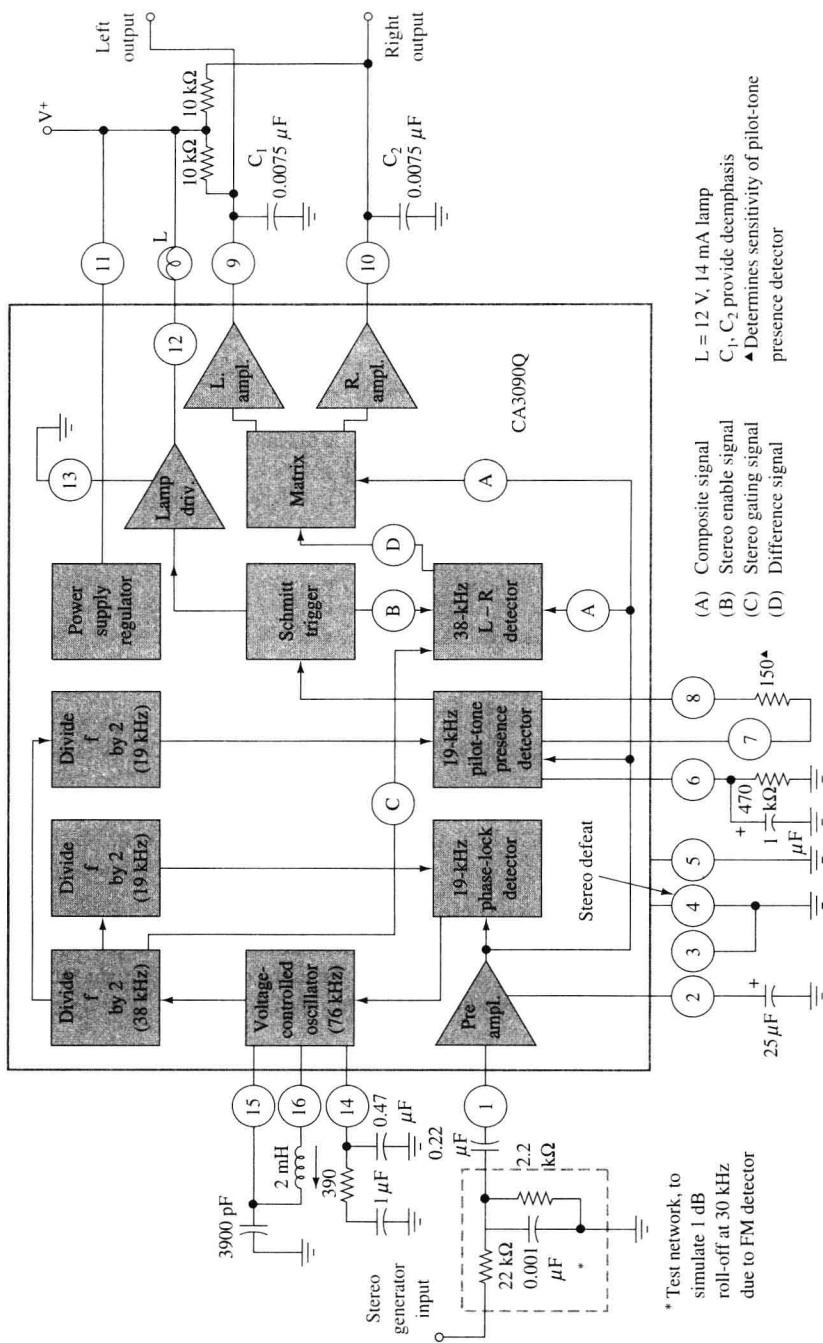 Left
output
Right
output
V+
10 kΩ
10 kΩ
C1
0.0075 μF
C2
0.0075 μF
L
11
12
9
10
13
Power
supply
regulator
Lamp
driv.
L.
ampl.
R.
ampl.
CA3090Q
Divide
f
by 2
(19 kHz)
Divide
f
by 2
(19 kHz)
Divide
f
by 2
(38 kHz)
Schmitt
trigger
Matrix
A
D
B
A
C
38-kHz
L – R
detector
19-kHz
pilot-tone
presence
detector
19-kHz
phase-lock
detector
Voltage-
controlled
oscillator
(76 kHz)
Pre
ampl.
Stereo defeat
15
16
14
1
2
3
4
5
6
7
8
3900 pF
2 mH
390
1 μF
0.47
μF
0.22
μF
2.2
kΩ
22 kΩ
0.001
μF
*
Stereo
generator
input
25 μF
+
+
1
μF
470
kΩ
150▲
* Test network, to
simulate 1 dB
roll-off at 30 kHz
due to FM detector
(A) Composite signal
(B) Stereo enable signal
(C) Stereo gating signal
(D) Difference signal
L = 12 V, 14 mA lamp
C1, C2 provide deemphasis
▲ Determines sensitivity of pilot-tone
presence detector